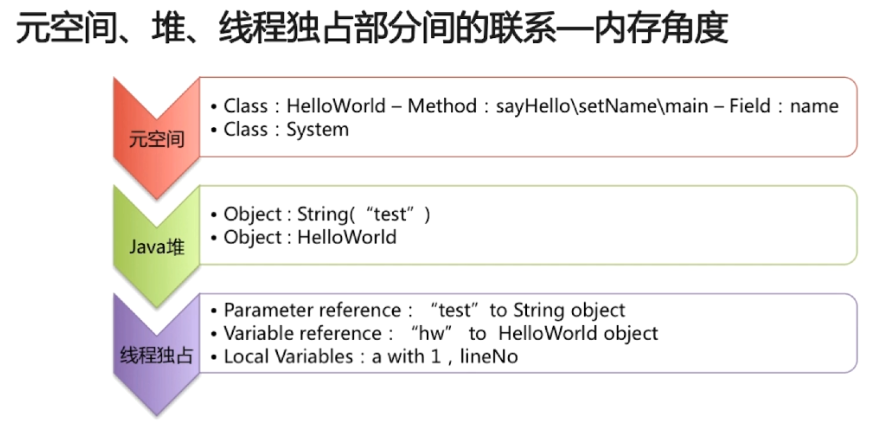 元空间、堆、线程独占部分间的联系—内存角度
元空间
• Class：HelloWorld – Method：sayHello\setName\main – Field：name
• Class：System
Java堆
• Object : String(“test”)
• Object : HelloWorld
线程独占
• Parameter reference：“test”to String object
• Variable reference：“hw” to HelloWorld object
• Local Variables：a with 1 , lineNo